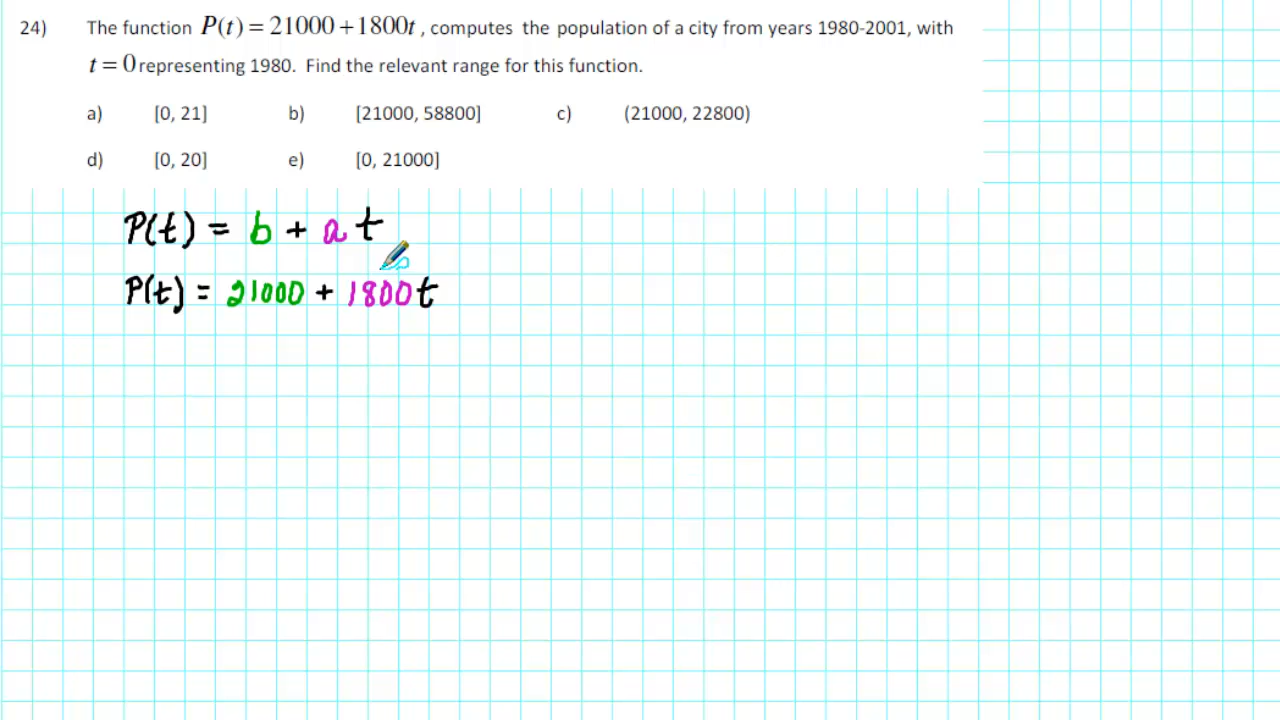 24) The function P(t) = 21000 + 1800t , computes the population of a city from years 1980-2001, with
t = 0 representing 1980. Find the relevant range for this function.
a) [0, 21] b) [21000, 58800] c) (21000, 22800)
d) [0, 20] e) [0, 21000]
P(t) = b + a t
P(t) = 21000 + 1800t